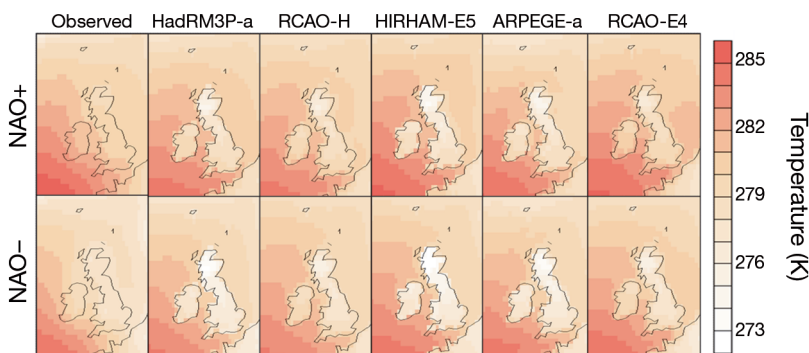 Observed HadRM3P-a RCAO-H HIRHAM-E5 ARPEGE-a RCAO-E4
NAO+
NAO−
285
282
279
276
273
Temperature (K)